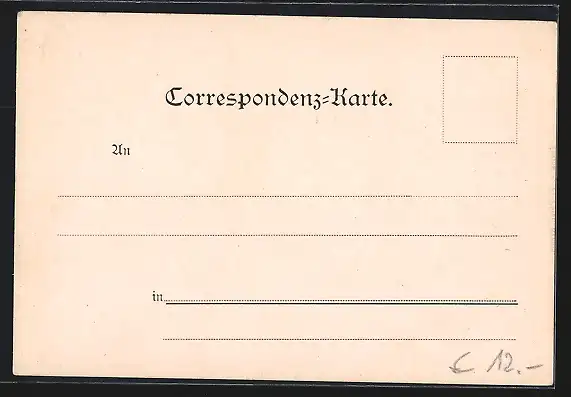 Correspondenz-Karte.
An
in
€ 12.-